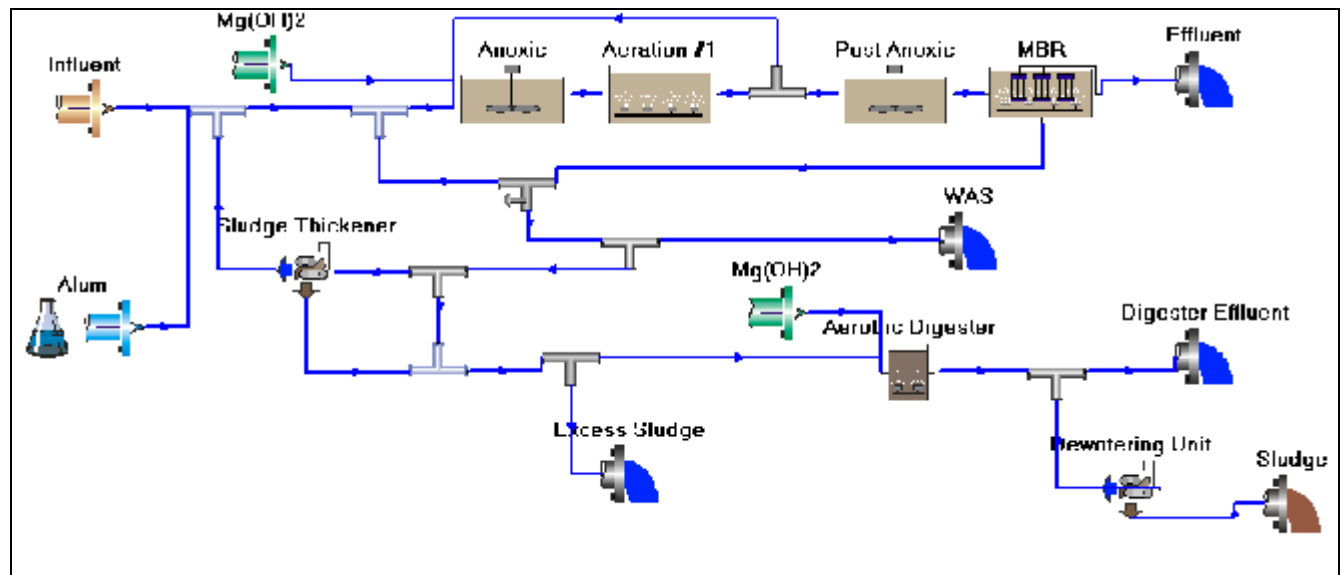 Mg(OH)2
Effluent
Influent
Anoxic
Aeration #1
Post Anoxic
MBR
WAS
Sludge Thickener
Mg(OH)2
Alum
Aerobic Digester
Digester Effluent
Excess Sludge
Dewatering Unit
Sludge